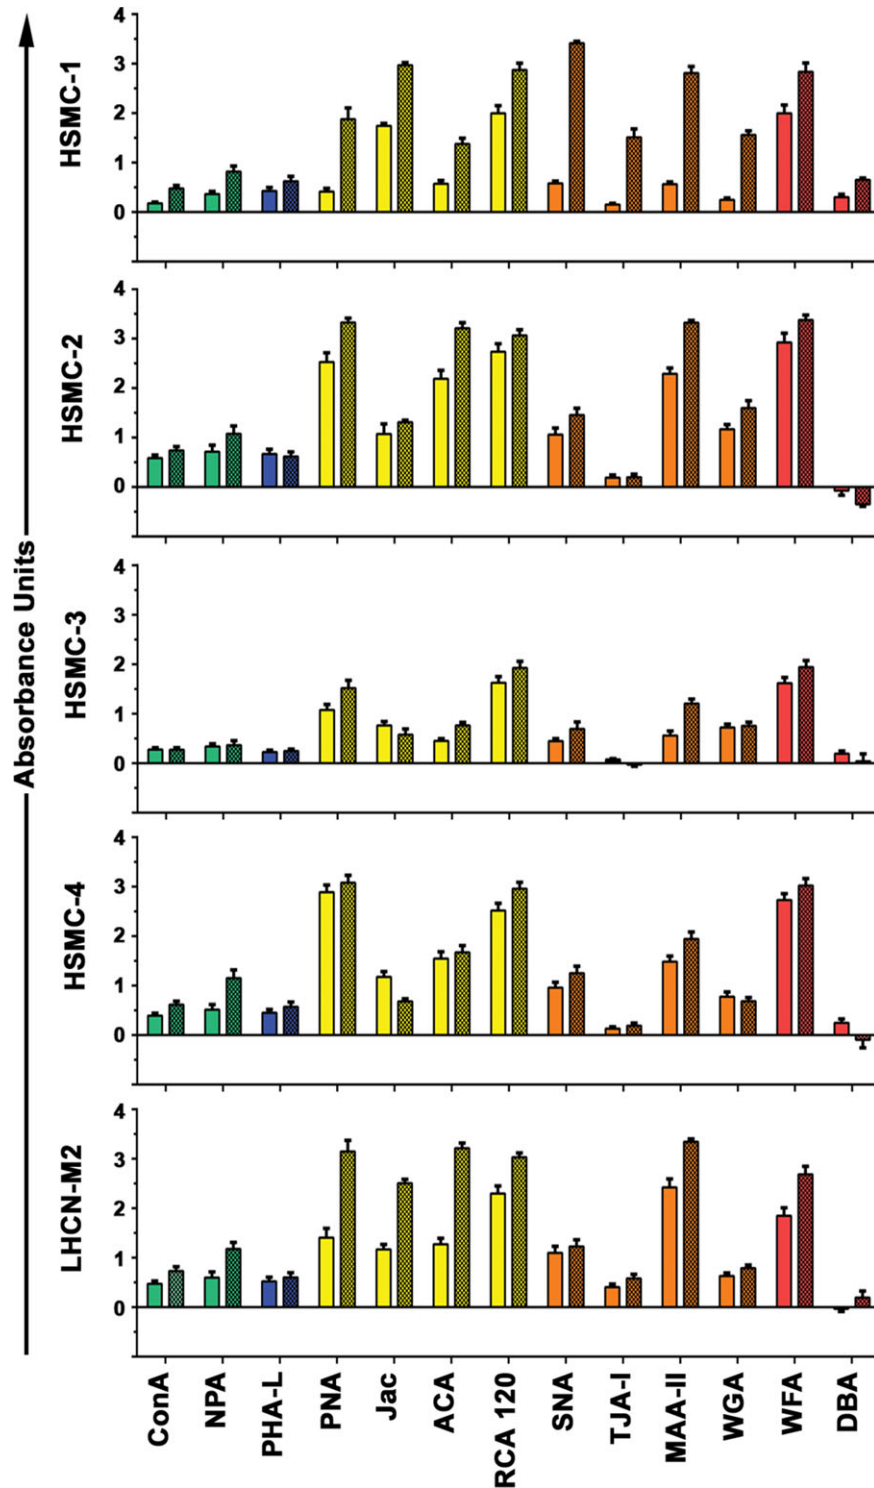 Absorbance Units
HSMC-1
4
3
2
1
0
HSMC-2
4
3
2
1
0
HSMC-3
4
3
2
1
0
HSMC-4
4
3
2
1
0
LHCN-M2
4
3
2
1
0
ConA
NPA
PHA-L
PNA
Jac
ACA
RCA 120
SNA
TJA-I
MAA-II
WGA
WFA
DBA